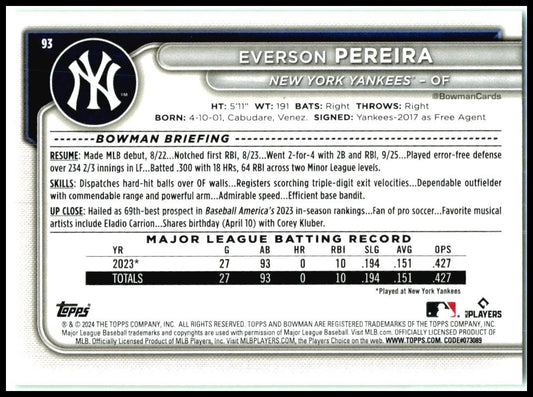 93
EVERSON PEREIRA
NEW YORK YANKEES® – OF
NY
TM
@BowmanCards
HT: 5'11" WT: 191 BATS: Right THROWS: Right
BORN: 4-10-01, Cabudare, Venez. SIGNED: Yankees-2017 as Free Agent
BOWMAN BRIEFING
RESUME: Made MLB debut, 8/22...Notched first RBI, 8/23...Went 2-for-4 with 2B and RBI, 9/25...Played error-free defense
over 234 2/3 innings in LF...Batted .300 with 18 HRs, 64 RBI across two Minor League levels.
SKILLS: Dispatches hard-hit balls over OF walls...Registers scorching triple-digit exit velocities...Dependable outfielder
with commendable range and powerful arm...Admirable speed...Efficient base bandit.
UP CLOSE: Hailed as 69th-best prospect in Baseball America's 2023 in-season rankings...Fan of pro soccer...Favorite musical
artists include Eladio Carrion...Shares birthday (April 10) with Corey Kluber.
MAJOR LEAGUE BATTING RECORD
YR G AB HR RBI SLG AVG OPS
2023* 27 93 0 10 .194 .151 .427
TOTALS 27 93 0 10 .194 .151 .427
*Played at New York Yankees
Topps
MLB PLAYERS
® & © 2024 THE TOPPS COMPANY, INC. ALL RIGHTS RESERVED. TOPPS AND BOWMAN ARE REGISTERED TRADEMARKS OF THE TOPPS COMPANY, INC.
Major League Baseball trademarks and copyrights are used with permission of Major League Baseball. Visit MLB.com. OFFICIALLY LICENSED PRODUCT OF
MLB. Officially Licensed Product of MLB Players, Inc. Visit MLBPLAYERS.com, the Players Choice on the web. WWW.TOPPS.COM. CODE#073089